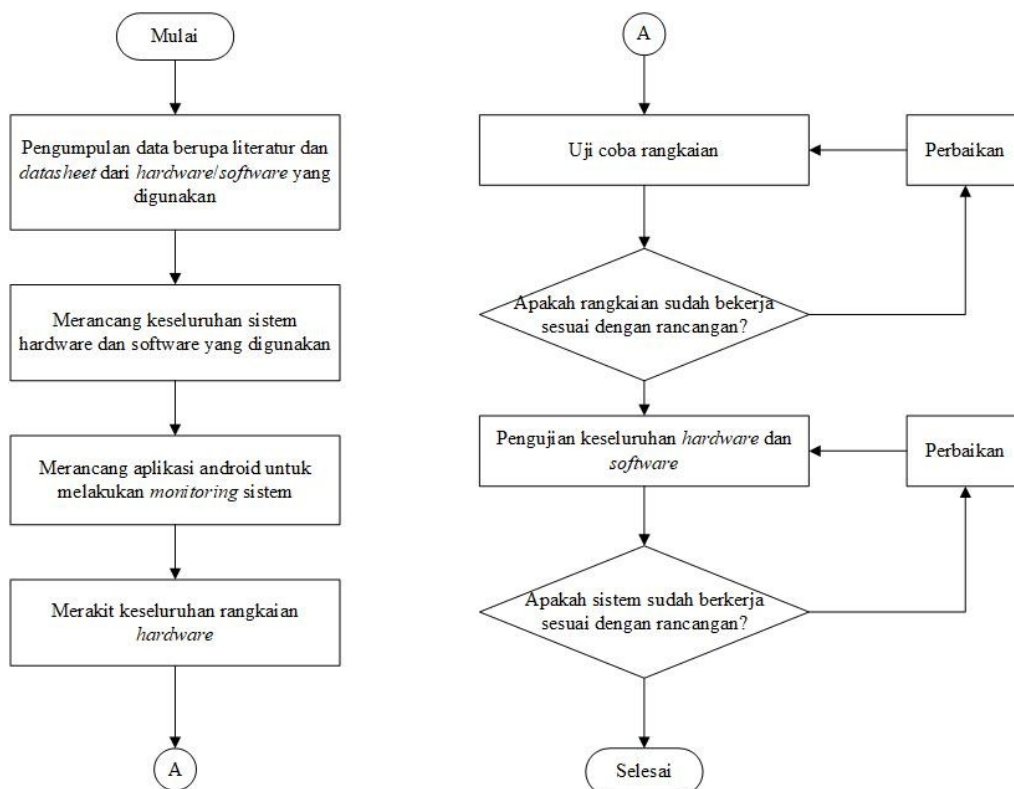 Mulai
Pengumpulan data berupa literatur dan
datasheet dari hardware/software yang
digunakan
Merancang keseluruhan sistem
hardware dan software yang digunakan
Merancang aplikasi android untuk
melakukan monitoring sistem
Merakit keseluruhan rangkaian
hardware
A
A
Uji coba rangkaian
Perbaikan
Apakah rangkaian sudah bekerja
sesuai dengan rancangan?
Pengujian keseluruhan hardware dan
software
Perbaikan
Apakah sistem sudah berkerja
sesuai dengan rancangan?
Selesai